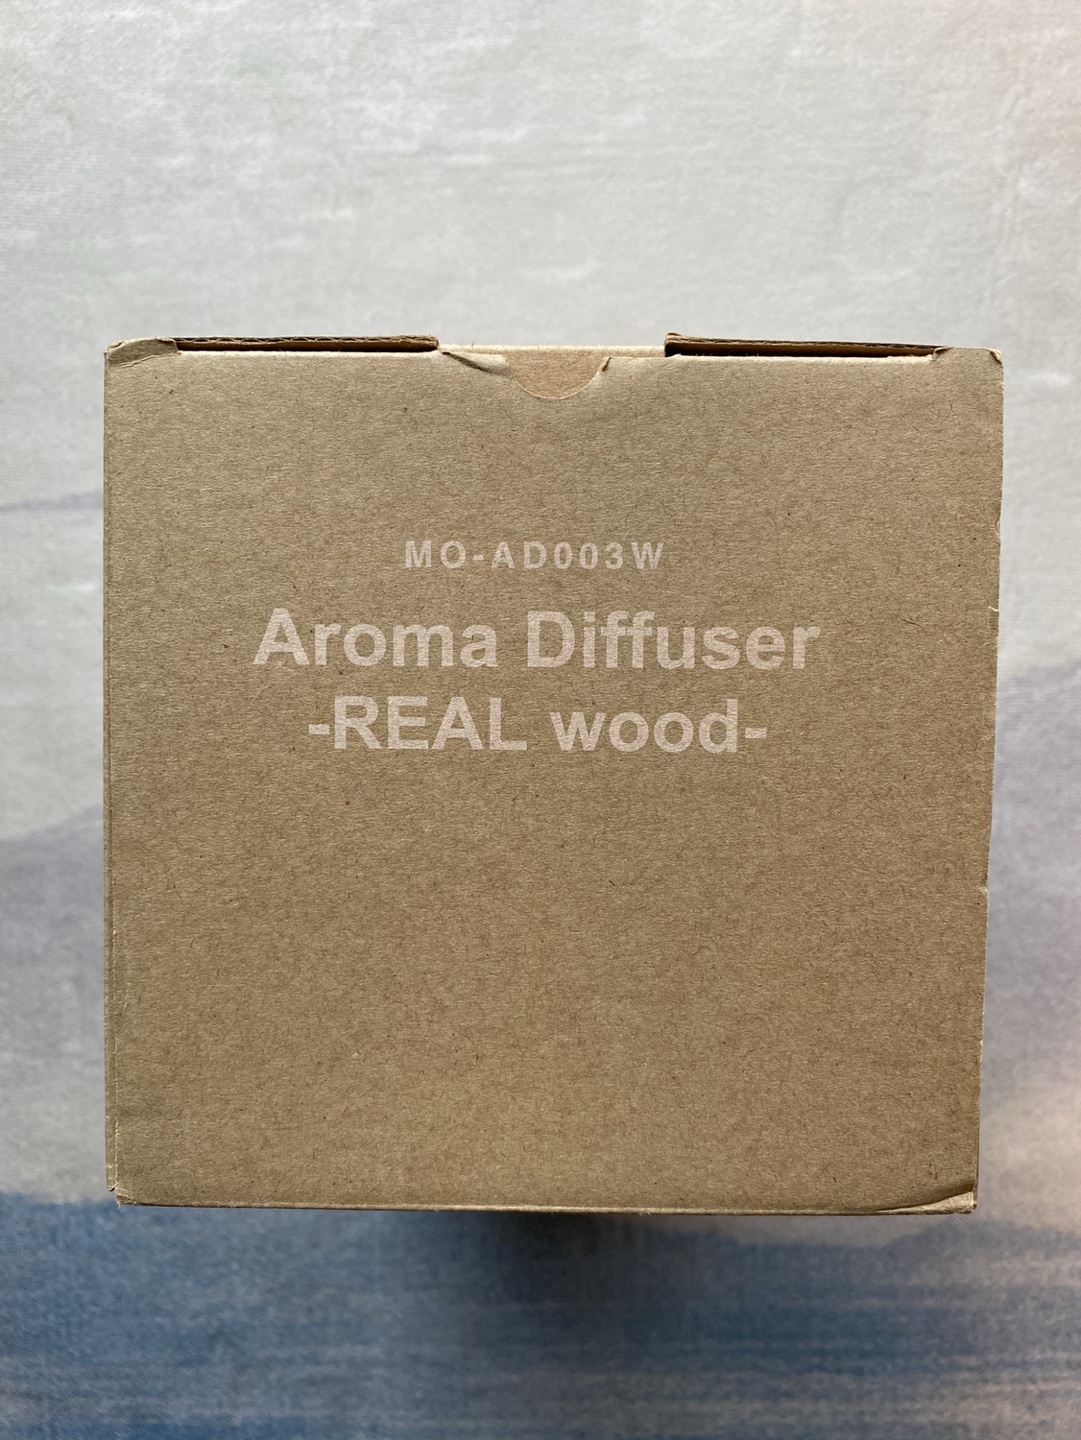 MO-AD003W
Aroma Diffuser
-REAL wood-